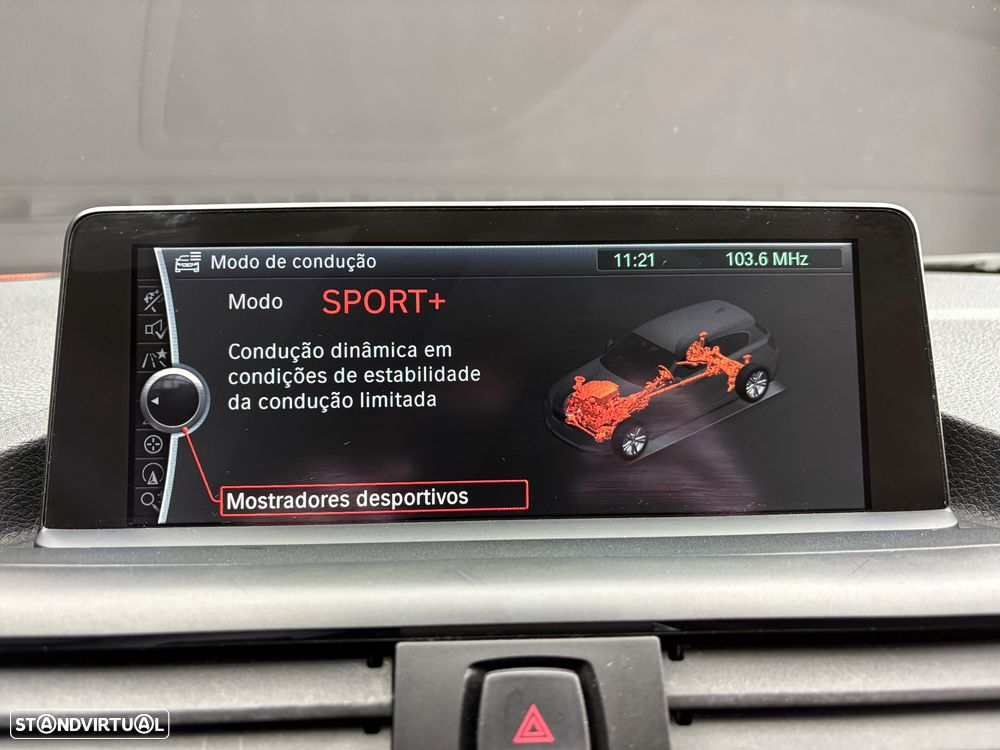 Modo de condução
11:21
103.6 MHz
Modo SPORT+
Condução dinâmica em
condições de estabilidade
da condução limitada
Mostradores desportivos
STANDVIRTUAL